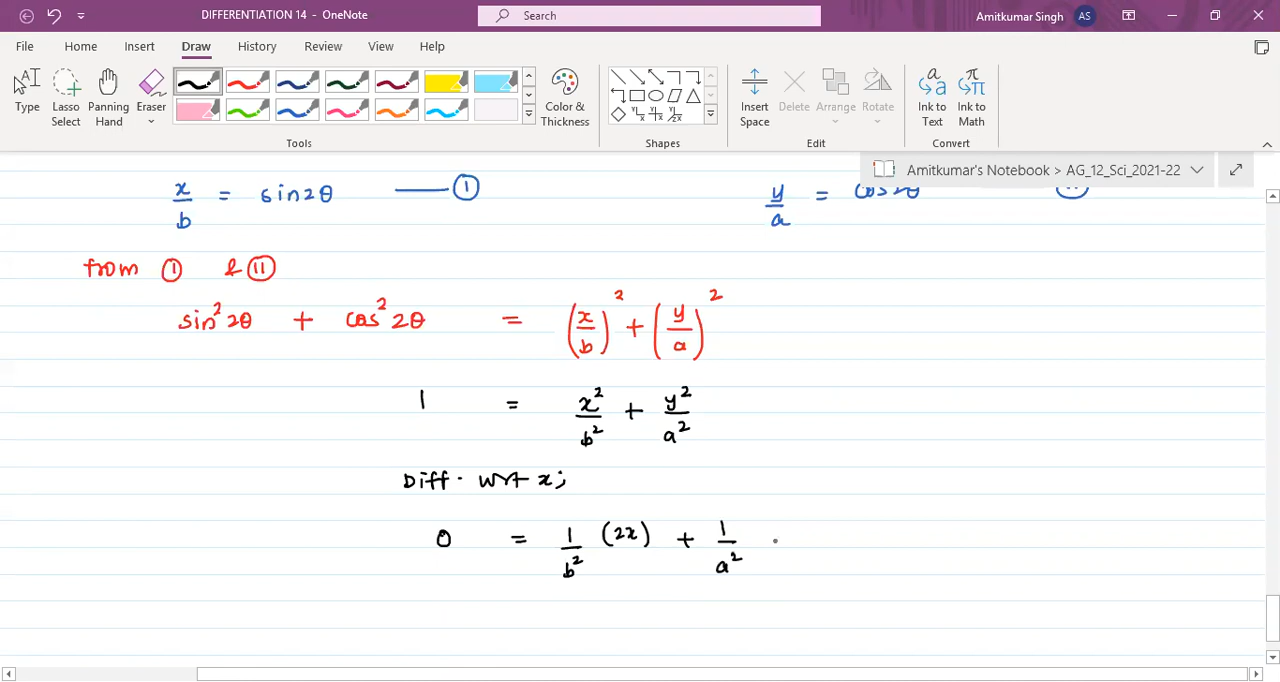 DIFFERENTIATION 14 - OneNote
Search
Amitkumar Singh AS
File Home Insert Draw History Review View Help
Type Lasso Select Panning Hand Eraser Color & Thickness Insert Space Delete Arrange Rotate Ink to Text Ink to Math
Tools Shapes Edit Convert
Amitkumar's Notebook › AG_12_Sci_2021-22
x/b = sin2θ —— ① y/a = cos2θ —— ⑪
from ① & ⑪
sin²2θ + cos²2θ = (x/b)² + (y/a)²
1 = x²/b² + y²/a²
Diff. wrt x;
0 = 1/b² (2x) + 1/a²